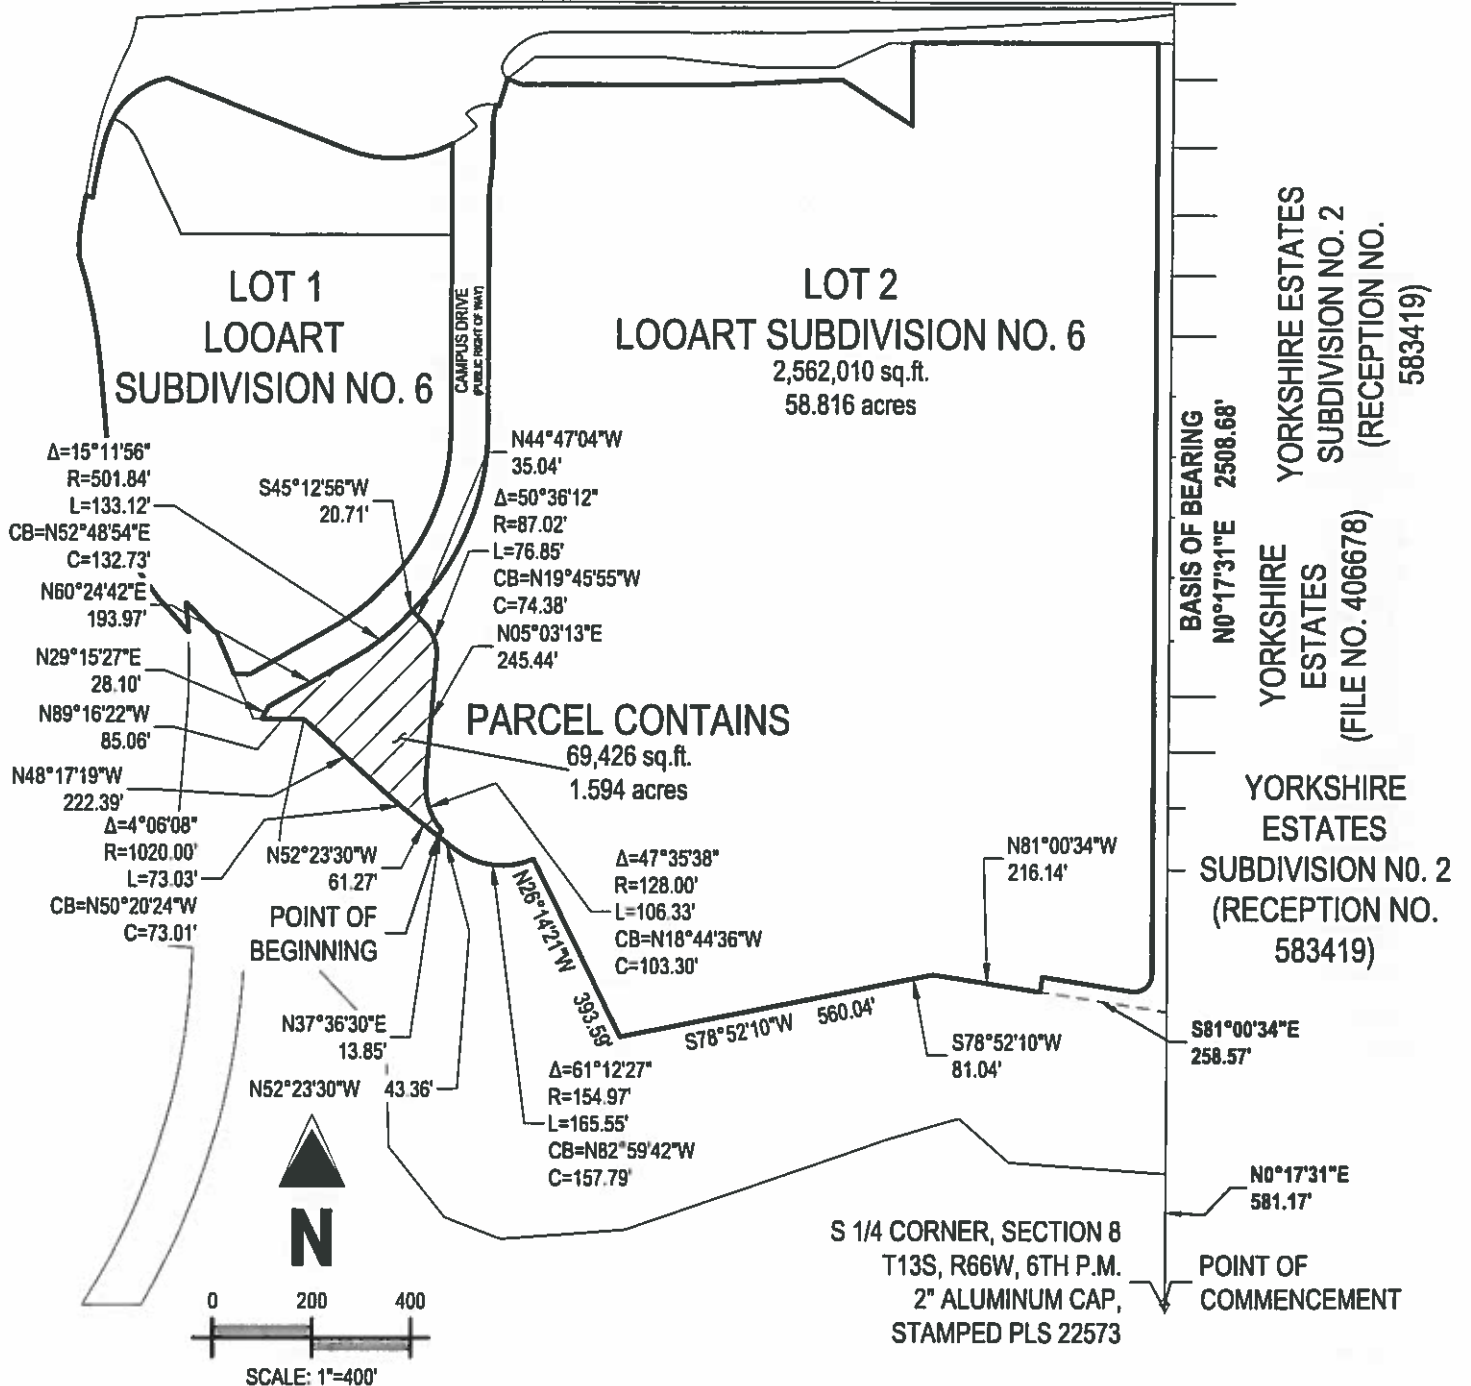 LOT 1
LOOART
SUBDIVISION NO. 6
CAMPUS DRIVE
(PUBLIC RIGHT OF WAY)
LOT 2
LOOART SUBDIVISION NO. 6
2,562,010 sq.ft.
58.816 acres
YORKSHIRE ESTATES
SUBDIVISION NO. 2
(RECEPTION NO.
583419)
BASIS OF BEARING
N0°17'31"E 2508.68'
YORKSHIRE
ESTATES
(FILE NO. 406678)
YORKSHIRE
ESTATES
SUBDIVISION N0. 2
(RECEPTION NO.
583419)
Δ=15°11'56"
R=501.84'
L=133.12'
CB=N52°48'54"E
C=132.73'
N60°24'42"E
193.97'
N29°15'27"E
28.10'
N89°16'22"W
85.06'
N48°17'19"W
222.39'
Δ=4°06'08"
R=1020.00'
L=73.03'
CB=N50°20'24"W
C=73.01'
S45°12'56"W
20.71'
N44°47'04"W
35.04'
Δ=50°36'12"
R=87.02'
L=76.85'
CB=N19°45'55"W
C=74.38'
N05°03'13"E
245.44'
PARCEL CONTAINS
69,426 sq.ft.
1.594 acres
N52°23'30"W
61.27'
POINT OF
BEGINNING
Δ=47°35'38"
R=128.00'
L=106.33'
CB=N18°44'36"W
C=103.30'
N26°14'21"W 393.59'
N37°36'30"E
13.85'
N52°23'30"W 43.36'
Δ=61°12'27"
R=154.97'
L=165.55'
CB=N82°59'42"W
C=157.79'
S78°52'10"W 560.04'
N81°00'34"W
216.14'
S78°52'10"W
81.04'
S81°00'34"E
258.57'
N0°17'31"E
581.17'
S 1/4 CORNER, SECTION 8
T13S, R66W, 6TH P.M.
2" ALUMINUM CAP,
STAMPED PLS 22573
POINT OF
COMMENCEMENT
N
0 200 400
SCALE: 1"=400'